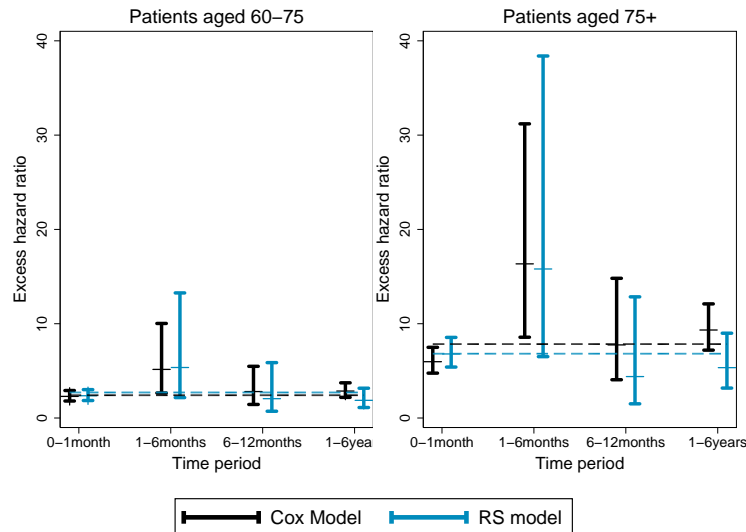 Patients aged 60–75
Excess hazard ratio
40
30
20
10
0
0–1month
1–6months
6–12months
1–6years
Time period
Patients aged 75+
Excess hazard ratio
40
30
20
10
0
0–1month
1–6months
6–12months
1–6years
Time period
Cox Model
RS model